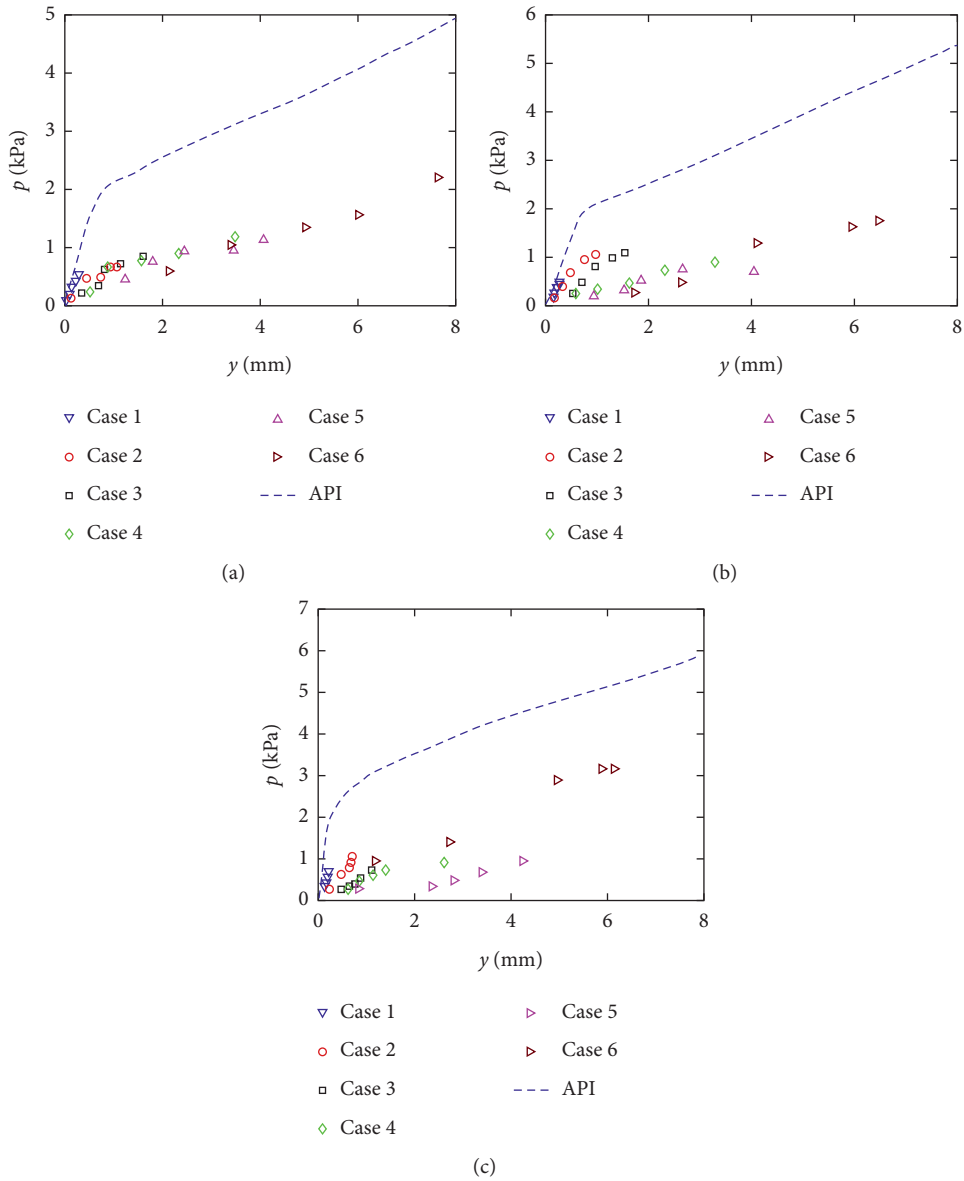 5
4
3
2
1
0
p (kPa)
0 2 4 6 8
y (mm)
Case 1
Case 2
Case 3
Case 4
Case 5
Case 6
API
(a)
6
5
4
3
2
1
0
p (kPa)
0 2 4 6 8
y (mm)
Case 1
Case 2
Case 3
Case 4
Case 5
Case 6
API
(b)
7
6
5
4
3
2
1
0
p (kPa)
0 2 4 6 8
y (mm)
Case 1
Case 2
Case 3
Case 4
Case 5
Case 6
API
(c)